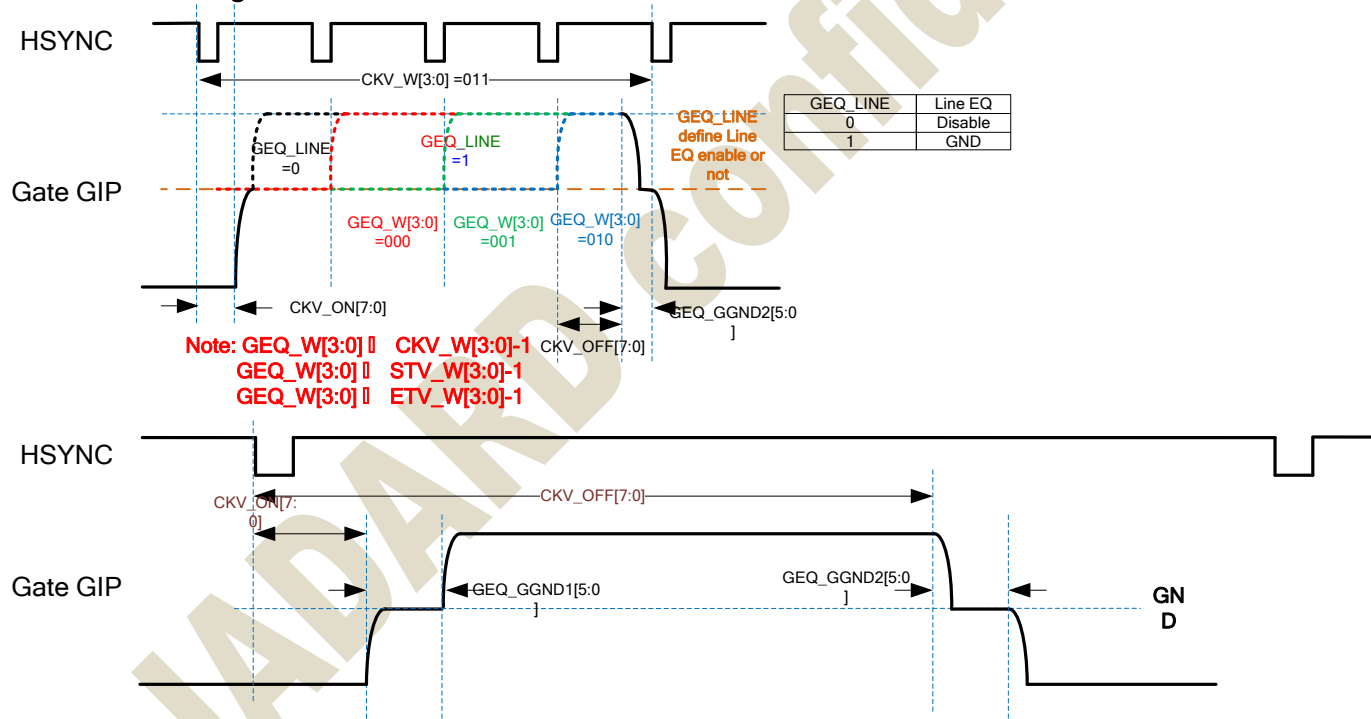 HSYNC
CKV_W[3:0] =011
GEQ_LINE
=0
GEQ_LINE
=1
GEQ_LINE
define Line
EQ enable or
not
GEQ_LINE Line EQ
0 Disable
1 GND
Gate GIP
GEQ_W[3:0]
=000
GEQ_W[3:0]
=001
GEQ_W[3:0]
=010
CKV_ON[7:0]
CKV_OFF[7:0]
GEQ_GGND2[5:0
]
Note: GEQ_W[3:0] CKV_W[3:0]-1
GEQ_W[3:0] STV_W[3:0]-1
GEQ_W[3:0] ETV_W[3:0]-1
HSYNC
CKV_ON[7:
0]
CKV_OFF[7:0]
Gate GIP
GEQ_GGND1[5:0
]
GEQ_GGND2[5:0
]
GN
D
JADARD confid